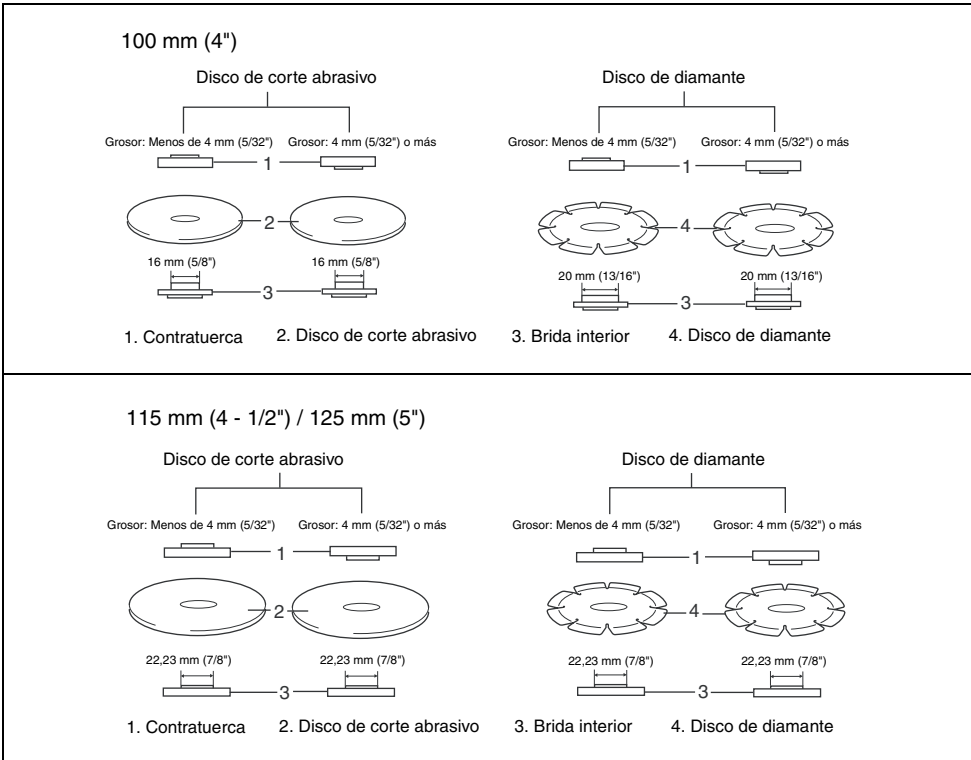 100 mm (4")
Disco de corte abrasivo
Disco de diamante
Grosor: Menos de 4 mm (5/32") Grosor: 4 mm (5/32") o más
Grosor: Menos de 4 mm (5/32") Grosor: 4 mm (5/32") o más
1
1
2
4
16 mm (5/8") 16 mm (5/8")
20 mm (13/16") 20 mm (13/16")
3
3
1. Contratuerca 2. Disco de corte abrasivo 3. Brida interior 4. Disco de diamante
115 mm (4 - 1/2") / 125 mm (5")
Disco de corte abrasivo
Disco de diamante
Grosor: Menos de 4 mm (5/32") Grosor: 4 mm (5/32") o más
Grosor: Menos de 4 mm (5/32") Grosor: 4 mm (5/32") o más
1
1
2
4
22,23 mm (7/8") 22,23 mm (7/8")
22,23 mm (7/8") 22,23 mm (7/8")
3
3
1. Contratuerca 2. Disco de corte abrasivo 3. Brida interior 4. Disco de diamante